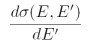 dσ(E, E′)
dE′